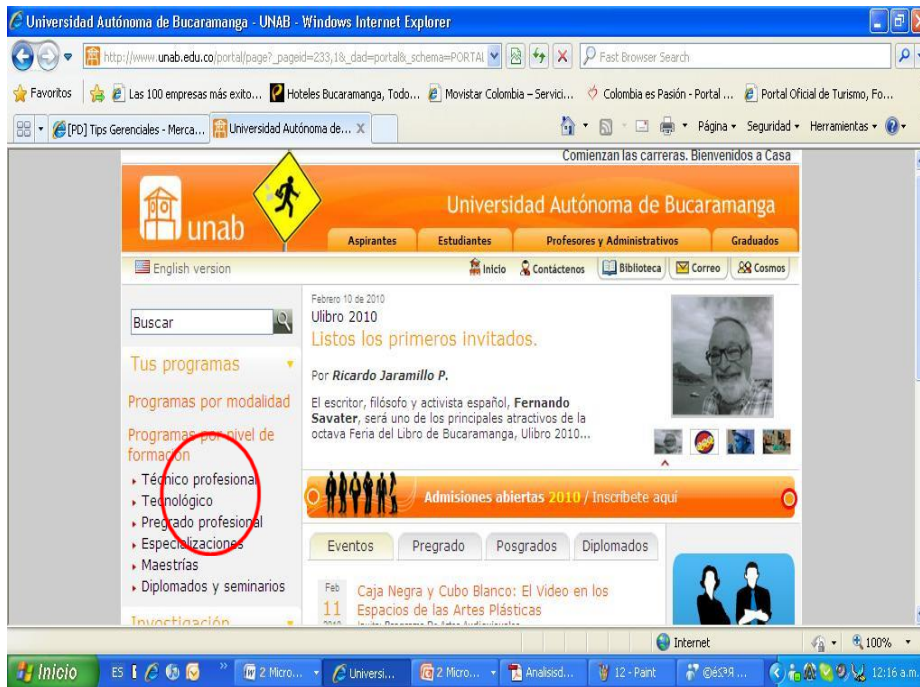 Universidad Autónoma de Bucaramanga - UNAB - Windows Internet Explorer
http://www.unab.edu.co/portal/page?_pageid=233,1&_dad=portal&_schema=PORTAL
Fast Browser Search
Favoritos Las 100 empresas más exito... Hoteles Bucaramanga, Todo... Movistar Colombia – Servici... Colombia es Pasión - Portal ... Portal Oficial de Turismo, Fo...
[PD] Tips Gerenciales - Merca... Universidad Autónoma de... X Página Seguridad Herramientas
Comienzan las carreras. Bienvenidos a Casa
unab
Universidad Autónoma de Bucaramanga
Aspirantes Estudiantes Profesores y Administrativos Graduados
English version Inicio Contáctenos Biblioteca Correo Cosmos
Buscar
Tus programas
Programas por modalidad
Programas por nivel de
formación
Técnico profesional
Tecnológico
Pregrado profesional
Especializaciones
Maestrías
Diplomados y seminarios
Investigación
Febrero 10 de 2010
Ulibro 2010
Listos los primeros invitados.
Por Ricardo Jaramillo P.
El escritor, filósofo y activista español, Fernando
Savater, será uno de los principales atractivos de la
octava Feria del Libro de Bucaramanga, Ulibro 2010...
Admisiones abiertas 2010 / Inscríbete aquí
Eventos Pregrado Posgrados Diplomados
Feb
11
2010
Caja Negra y Cubo Blanco: El Video en los
Espacios de las Artes Plásticas
Internet 100%
Inicio ES 2 Micro... Universi... 2 Micro... Analisisd... 12 - Paint 12:16 a.m.